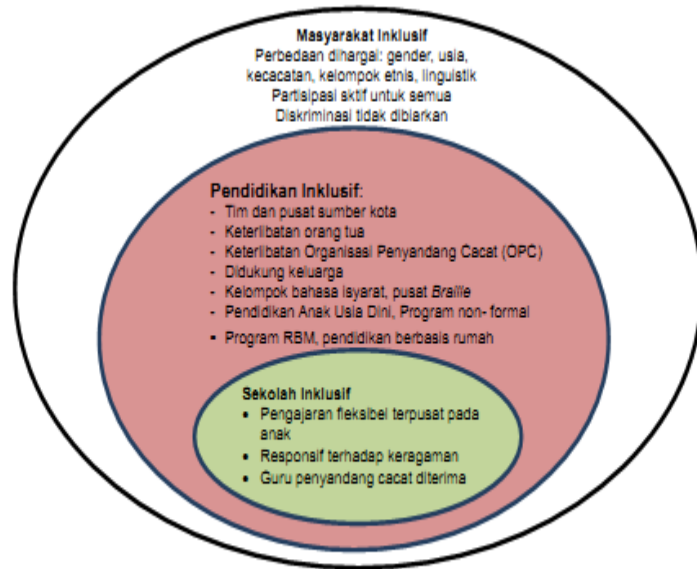 Masyarakat Inklusif
Perbedaan dihargai: gender, usia,
kecacatan, kelompok etnis, linguistik
Partisipasi sktif untuk semua
Diskriminasi tidak dibiarkan
Pendidikan Inklusif:
- Tim dan pusat sumber kota
- Keterlibatan orang tua
- Keterlibatan Organisasi Penyandang Cacat (OPC)
- Didukung keluarga
- Kelompok bahasa isyarat, pusat Braille
- Pendidikan Anak Usia Dini, Program non- formal
▪ Program RBM, pendidikan berbasis rumah
Sekolah Inklusif
• Pengajaran fleksibel terpusat pada
anak
• Responsif terhadap keragaman
• Guru penyandang cacat diterima